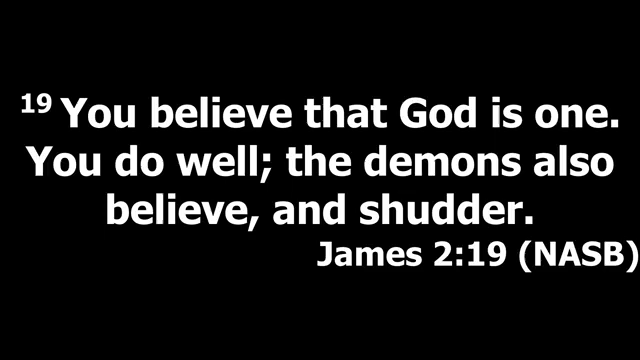 19 You believe that God is one.
You do well; the demons also
believe, and shudder.
James 2:19 (NASB)